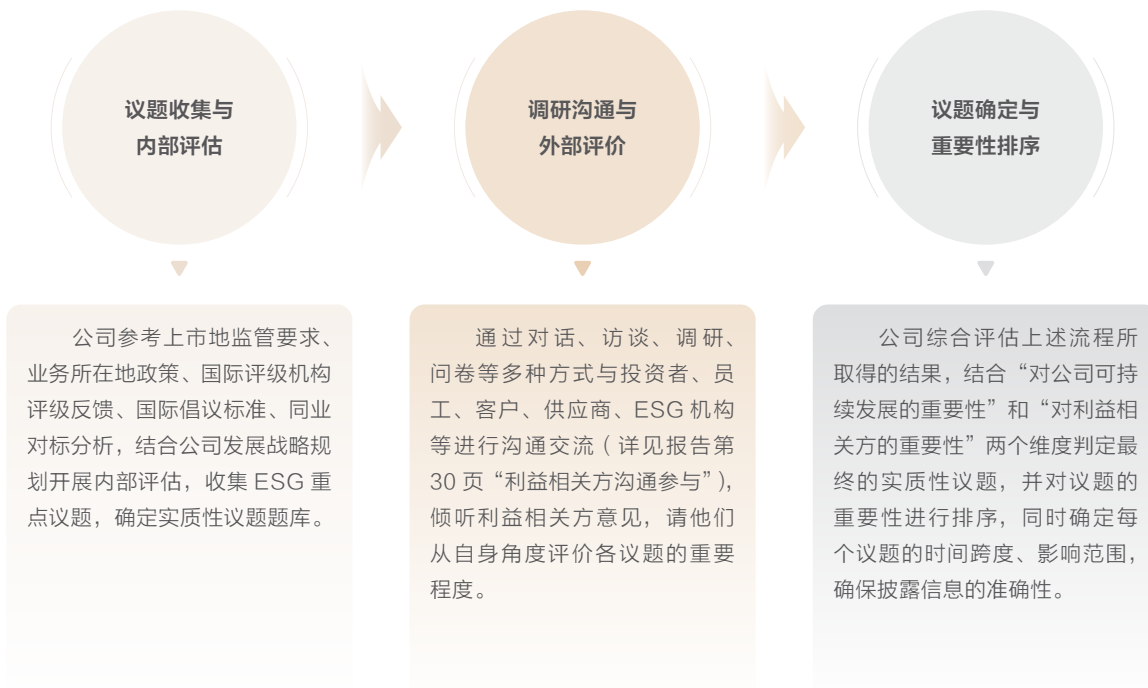 议题收集与
内部评估
公司参考上市地监管要求、
业务所在地政策、国际评级机构
评级反馈、国际倡议标准、同业
对标分析，结合公司发展战略规
划开展内部评估，收集 ESG 重
点议题，确定实质性议题题库。
调研沟通与
外部评价
通过对话、访谈、调研、
问卷等多种方式与投资者、员
工、客户、供应商、ESG 机构
等进行沟通交流（详见报告第
30 页“利益相关方沟通参与”），
倾听利益相关方意见，请他们
从自身角度评价各议题的重要
程度。
议题确定与
重要性排序
公司综合评估上述流程所
取得的结果，结合“对公司可持
续发展的重要性”和“对利益相
关方的重要性”两个维度判定最
终的实质性议题，并对议题的
重要性进行排序，同时确定每
个议题的时间跨度、影响范围，
确保披露信息的准确性。